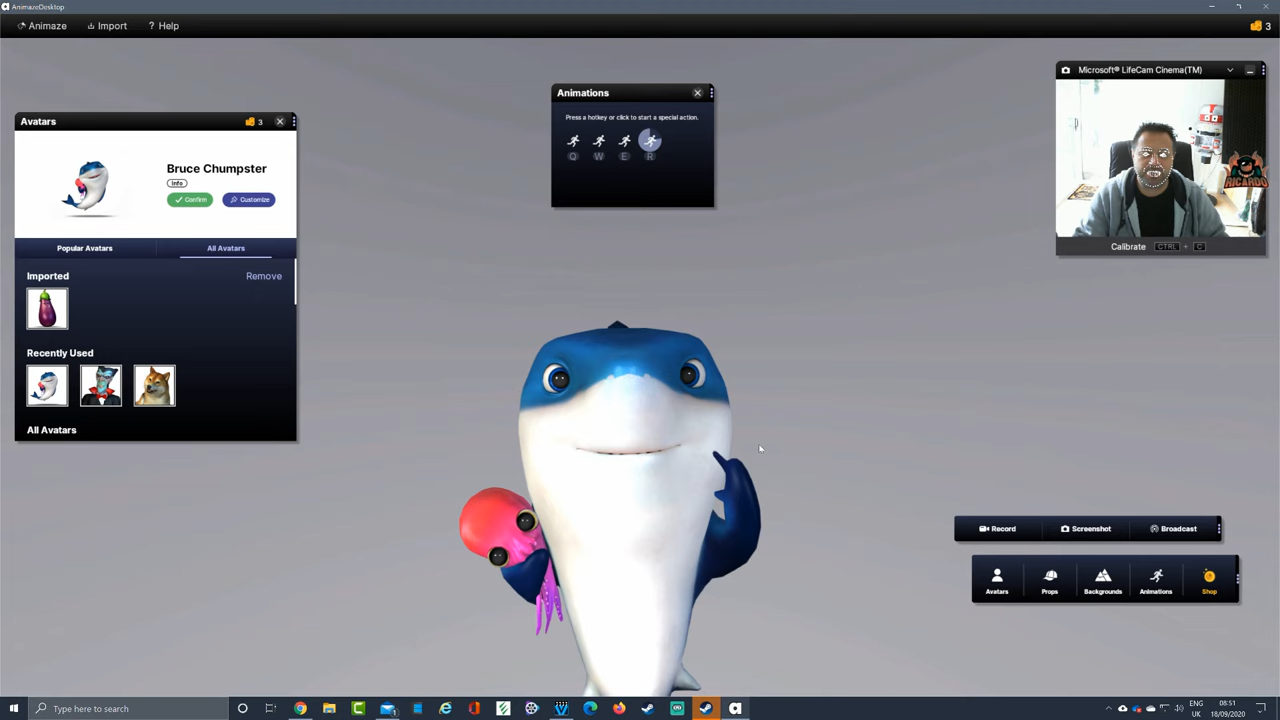 AnimazeDesktop
Animaze
Import
? Help
3
Avatars
3
Bruce Chumpster
Info
Confirm
Customize
Popular Avatars
All Avatars
Imported
Remove
Recently Used
All Avatars
Animations
Press a hotkey or click to start a special action.
Q W E R
Microsoft® LifeCam Cinema(TM)
RICARDO
Calibrate CTRL + C
Record
Screenshot
Broadcast
Avatars
Props
Backgrounds
Animations
Shop
Type here to search
ENG
UK
08:51
18/09/2020